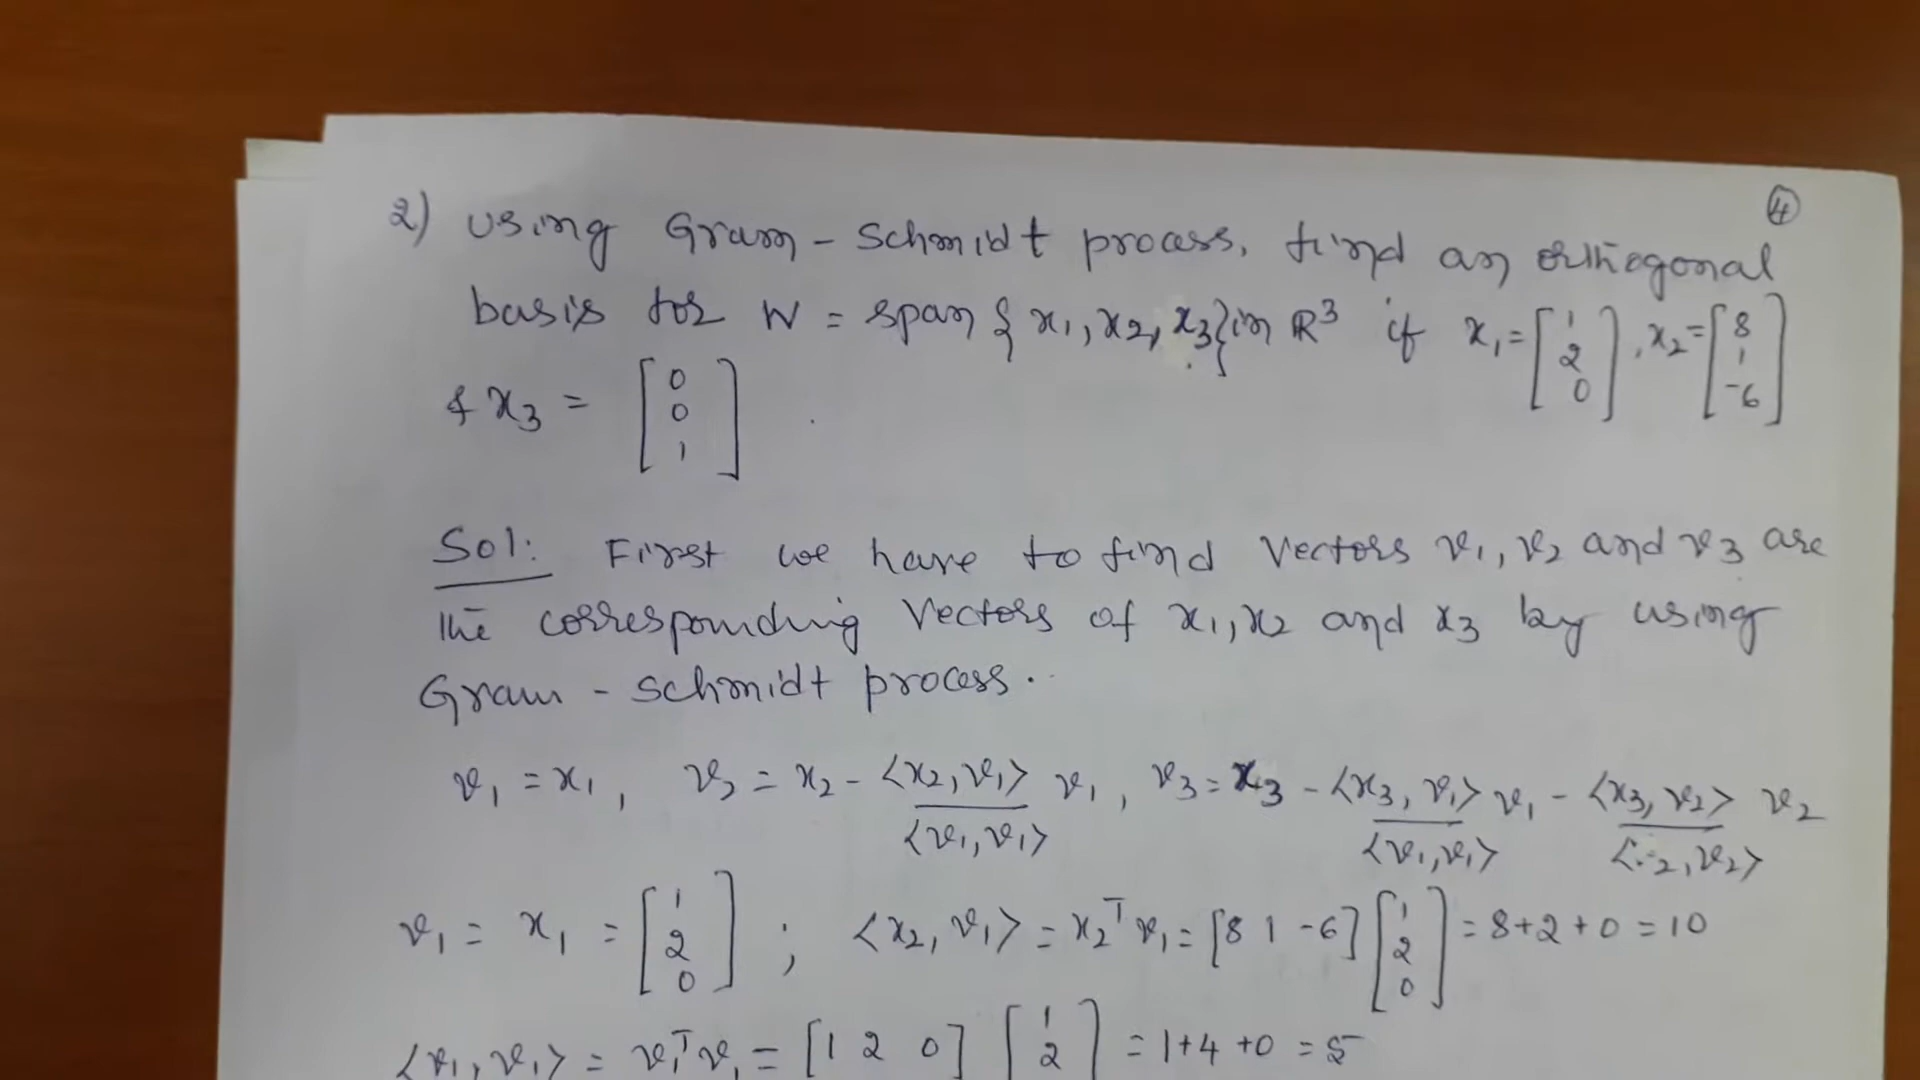 ④
2) Using Gram-Schmidt process, find an orthogonal
basis for W = span {x₁, x₂, x₃} in ℝ³ if x₁ = [1 2 0], x₂ = [8 1 -6]
& x₃ = [0 0 1].
Sol: First we have to find vectors v₁, v₂ and v₃ are
the corresponding vectors of x₁, x₂ and x₃ by using
Gram-Schmidt process.
v₁ = x₁, v₂ = x₂ - <x₂, v₁>/<v₁, v₁> v₁, v₃ = x₃ - <x₃, v₁>/<v₁, v₁> v₁ - <x₃, v₂>/<v₂, v₂> v₂
v₁ = x₁ = [1 2 0]; <x₂, v₁> = x₂ᵀ v₁ = [8 1 -6] [1 2 0] = 8+2+0 = 10
<v₁, v₁> = v₁ᵀ v₁ = [1 2 0] [1 2 = 1+4+0 = 5